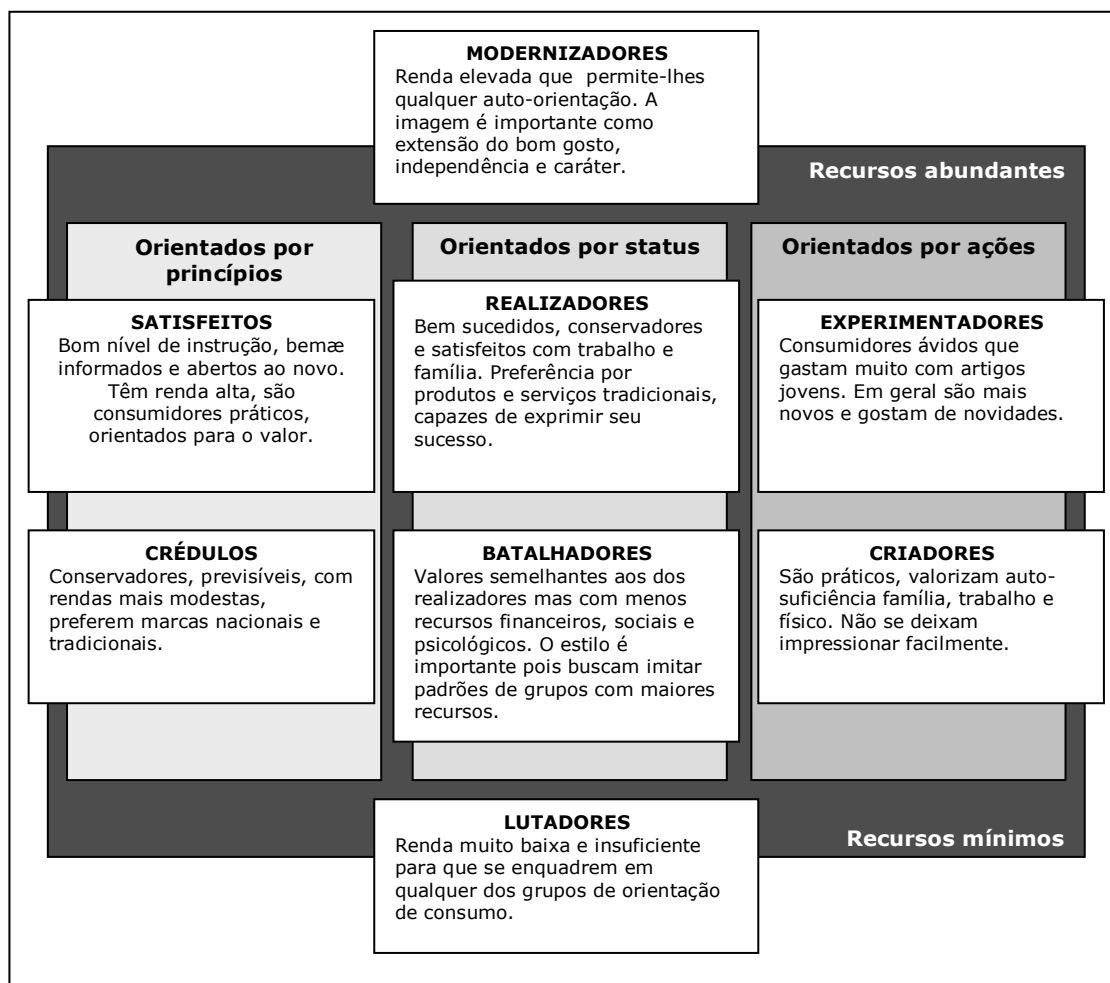 MODERNIZADORES
Renda elevada que  permite-lhes
qualquer auto-orientação. A
imagem é importante como
extensão do bom gosto,
independência e caráter.
Recursos abundantes
Orientados por
princípios
Orientados por status
Orientados por ações
SATISFEITOS
Bom nível de instrução, bemæ
informados e abertos ao novo.
Têm renda alta, são
consumidores práticos,
orientados para o valor.
REALIZADORES
Bem sucedidos, conservadores
e satisfeitos com trabalho e
família. Preferência por
produtos e serviços tradicionais,
capazes de exprimir seu
sucesso.
EXPERIMENTADORES
Consumidores ávidos que
gastam muito com artigos
jovens. Em geral são mais
novos e gostam de novidades.
CRÉDULOS
Conservadores, previsíveis, com
rendas mais modestas,
preferem marcas nacionais e
tradicionais.
BATALHADORES
Valores semelhantes aos dos
realizadores mas com menos
recursos financeiros, sociais e
psicológicos. O estilo é
importante pois buscam imitar
padrões de grupos com maiores
recursos.
CRIADORES
São práticos, valorizam auto-
suficiência família, trabalho e
físico. Não se deixam
impressionar facilmente.
LUTADORES
Renda muito baixa e insuficiente
para que se enquadrem em
qualquer dos grupos de orientação
de consumo.
Recursos mínimos